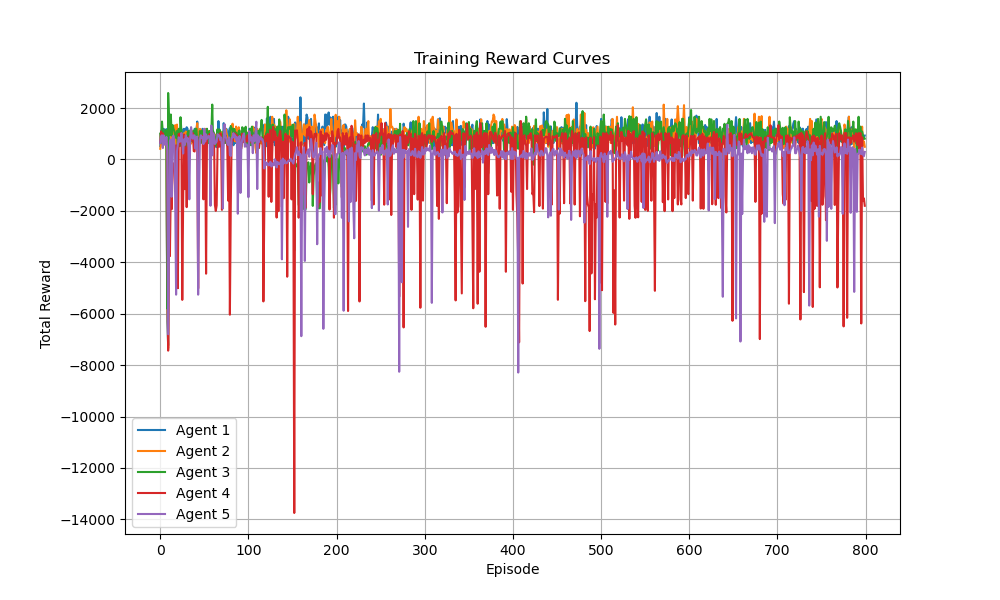 Training Reward Curves
Total Reward
2000
0
−2000
−4000
−6000
−8000
−10000
−12000
−14000
Agent 1
Agent 2
Agent 3
Agent 4
Agent 5
0 100 200 300 400 500 600 700 800
Episode